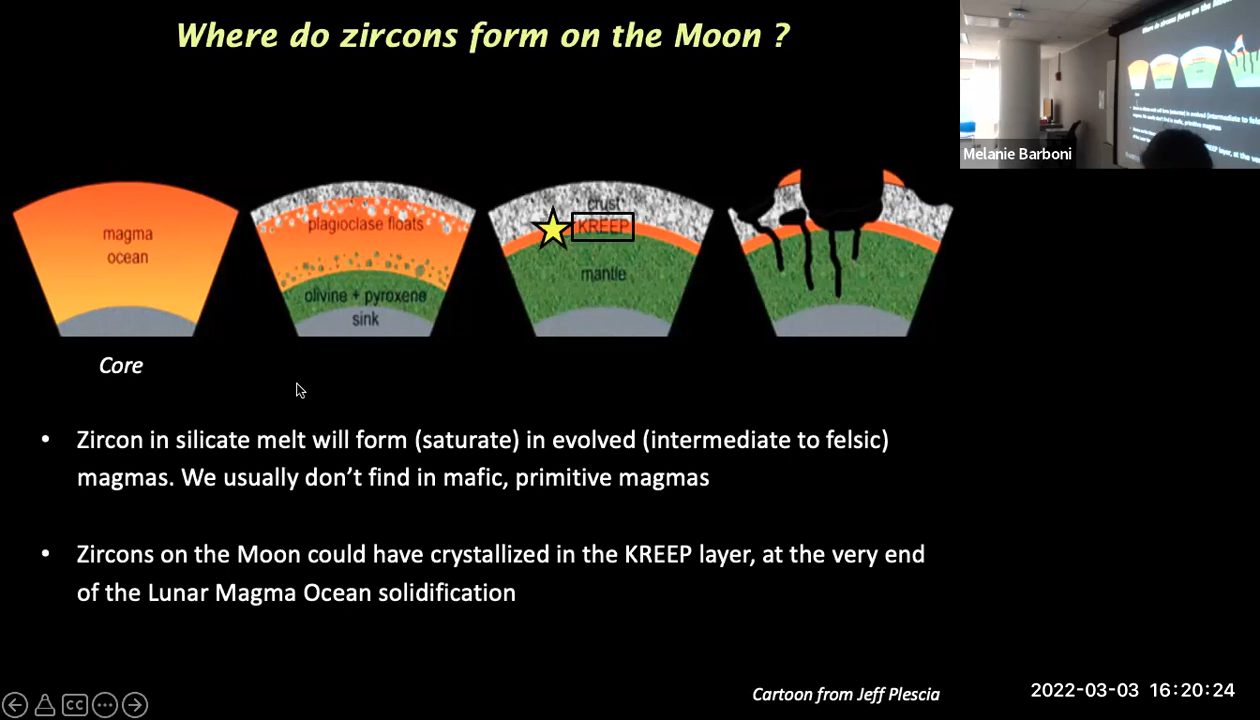 Where do zircons form on the Moon ?
Melanie Barboni
magma
ocean
plagioclase floats
olivine + pyroxene
sink
crust
KREEP
mantle
Core
• Zircon in silicate melt will form (saturate) in evolved (intermediate to felsic)
magmas. We usually don’t find in mafic, primitive magmas
• Zircons on the Moon could have crystallized in the KREEP layer, at the very end
of the Lunar Magma Ocean solidification
Cartoon from Jeff Plescia
2022-03-03 16:20:24
CC